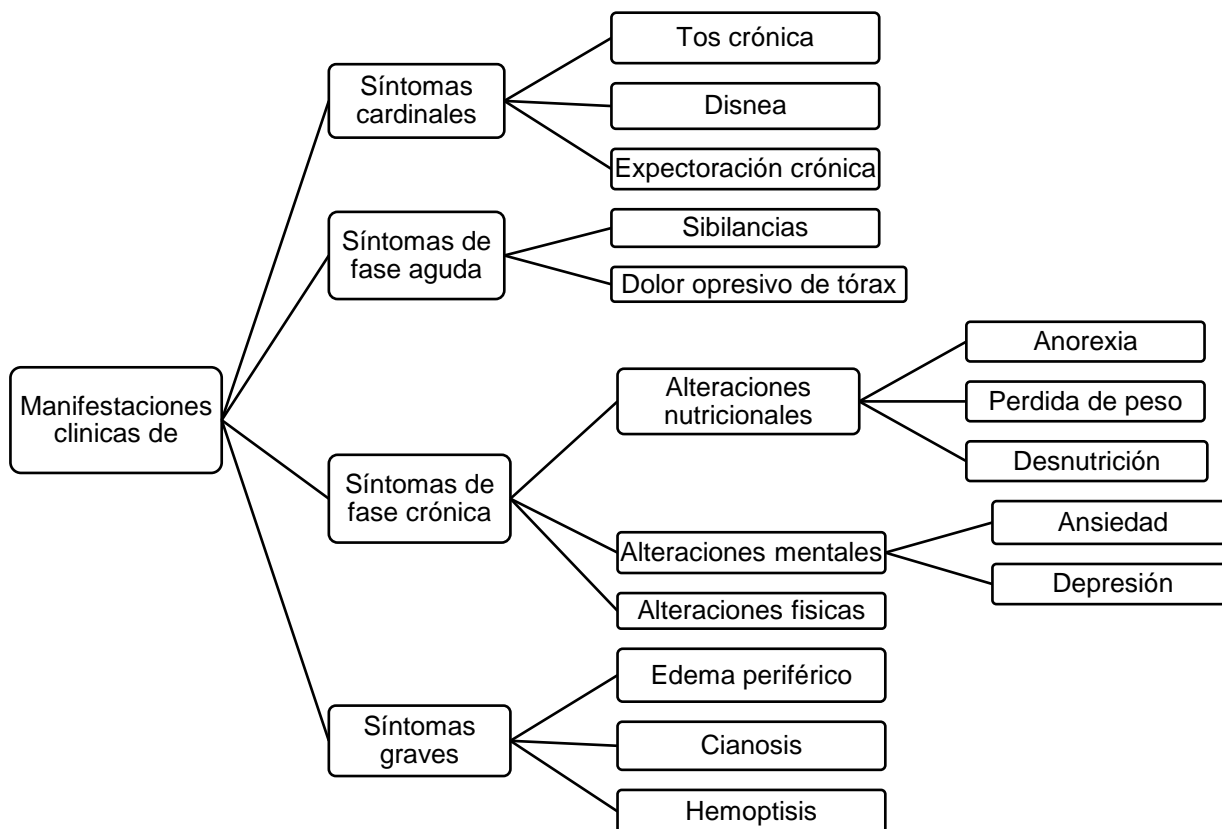 Manifestaciones
clinicas de
Síntomas
cardinales
Tos crónica
Disnea
Expectoración crónica
Síntomas de
fase aguda
Sibilancias
Dolor opresivo de tórax
Síntomas de
fase crónica
Alteraciones
nutricionales
Anorexia
Perdida de peso
Desnutrición
Alteraciones mentales
Ansiedad
Depresión
Alteraciones fisicas
Síntomas
graves
Edema periférico
Cianosis
Hemoptisis